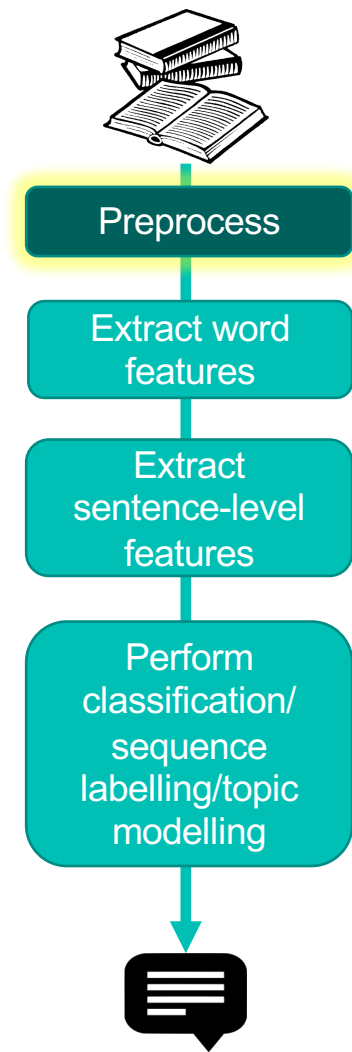 Preprocess
Extract word
features
Extract
sentence-level
features
Perform
classification/
sequence
labelling/topic
modelling